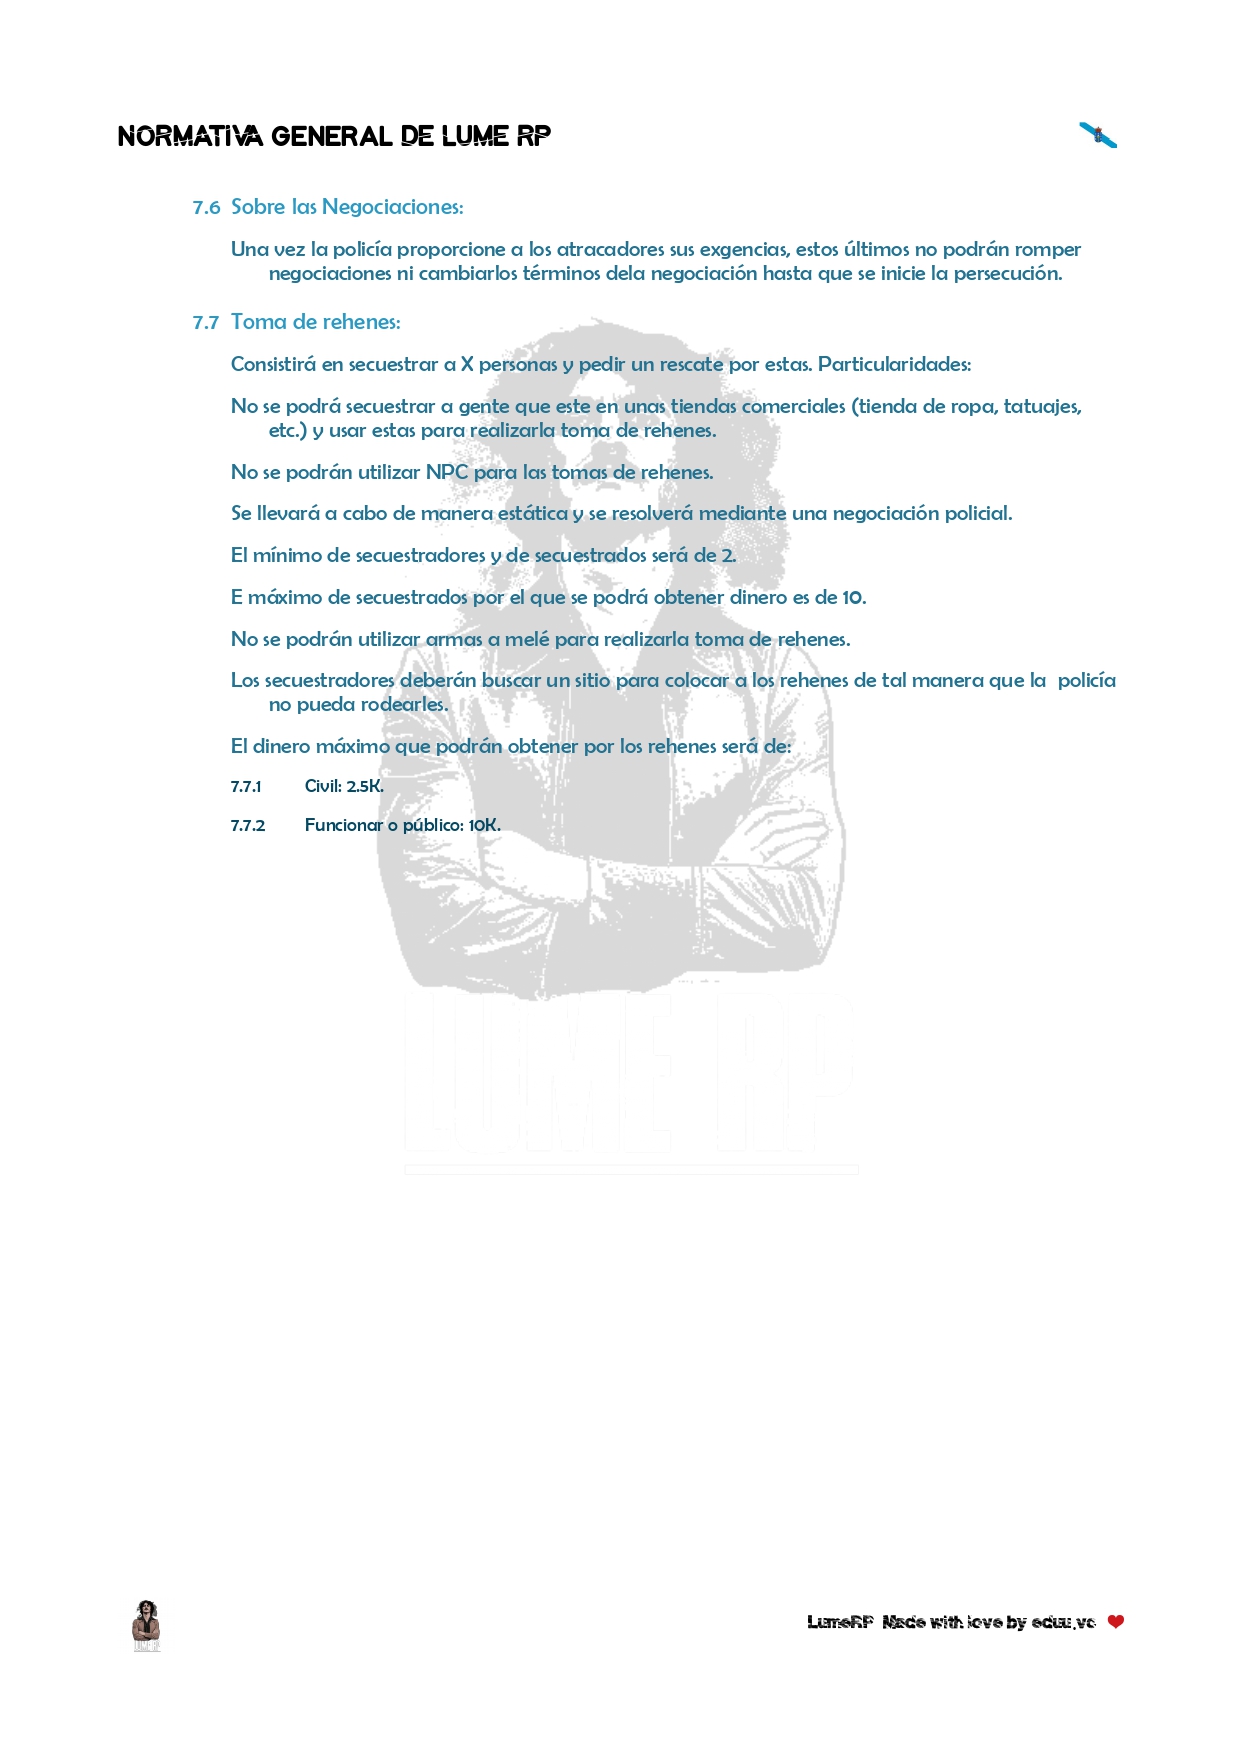 NORMATIVA GENERAL DE LUME RP
7.6 Sobre las Negociaciones:
Una vez la policía proporcione a los atracadores sus exgencias, estos últimos no podrán romper
negociaciones ni cambiarlos términos dela negociación hasta que se inicie la persecución.
7.7 Toma de rehenes:
Consistirá en secuestrar a X personas y pedir un rescate por estas. Particularidades:
No se podrá secuestrar a gente que este en unas tiendas comerciales (tienda de ropa, tatuajes,
etc.) y usar estas para realizarla toma de rehenes.
No se podrán utilizar NPC para las tomas de rehenes.
Se llevará a cabo de manera estática y se resolverá mediante una negociación policial.
El mínimo de secuestradores y de secuestrados será de 2.
E máximo de secuestrados por el que se podrá obtener dinero es de 10.
No se podrán utilizar armas a melé para realizarla toma de rehenes.
Los secuestradores deberán buscar un sitio para colocar a los rehenes de tal manera que la policía
no pueda rodearles.
El dinero máximo que podrán obtener por los rehenes será de:
7.7.1 Civil: 2.5K.
7.7.2 Funcionar o público: 10K.
LUME RP
LUME RP
LumeRP Made with love by eduu.vc